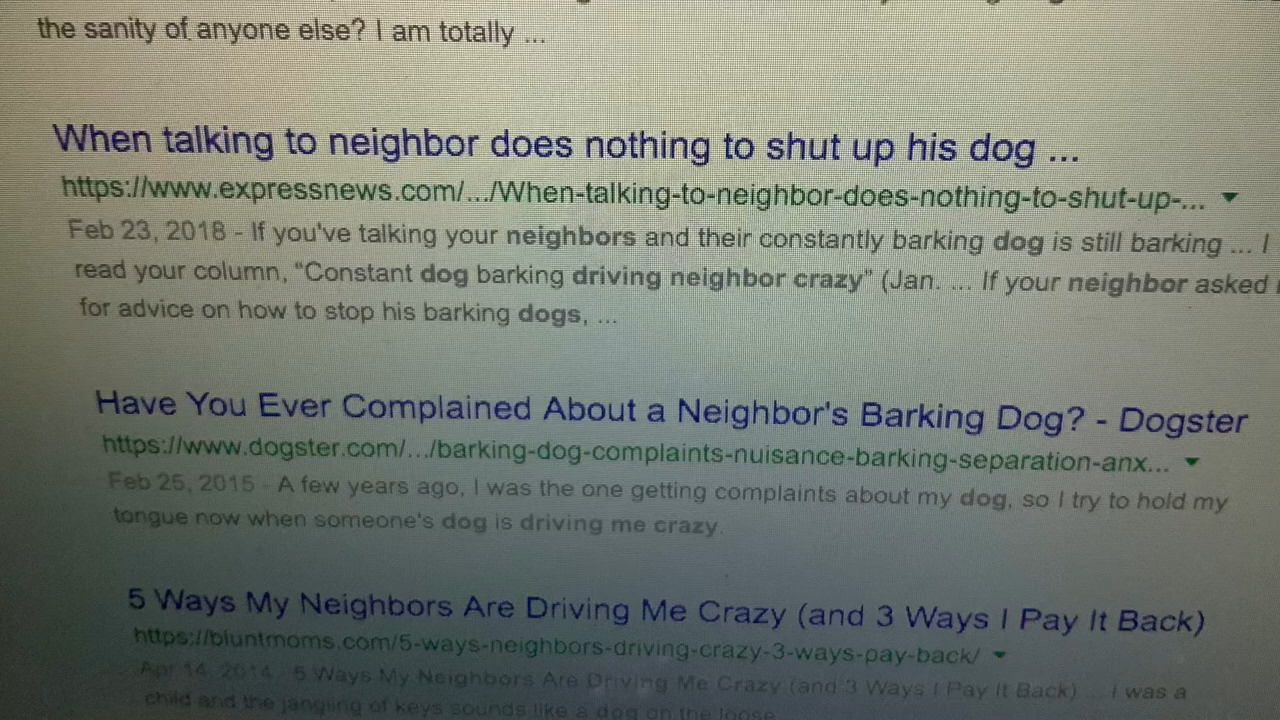 the sanity of anyone else? I am totally ...
When talking to neighbor does nothing to shut up his dog ...
https://www.expressnews.com/.../When-talking-to-neighbor-does-nothing-to-shut-up-...
Feb 23, 2018 - If you've talking your neighbors and their constantly barking dog is still barking ... I
read your column, “Constant dog barking driving neighbor crazy” (Jan. ... If your neighbor asked
for advice on how to stop his barking dogs, ...
Have You Ever Complained About a Neighbor's Barking Dog? - Dogster
https://www.dogster.com/.../barking-dog-complaints-nuisance-barking-separation-anx...
Feb 25, 2015 - A few years ago, I was the one getting complaints about my dog, so I try to hold my
tongue now when someone's dog is driving me crazy.
5 Ways My Neighbors Are Driving Me Crazy (and 3 Ways I Pay It Back)
https://bluntmoms.com/5-ways-neighbors-driving-crazy-3-ways-pay-back/
Apr 14, 2014 - 5 Ways My Neighbors Are Driving Me Crazy (and 3 Ways I Pay It Back) ... I was a
child and the jangling of keys sounds like a dog on the loose.